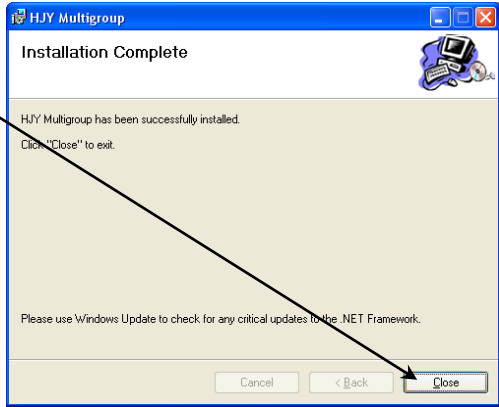 HJY Multigroup
Installation Complete
HJY Multigroup has been successfully installed.
Click "Close" to exit.
Please use Windows Update to check for any critical updates to the .NET Framework.
Cancel
< Back
Close